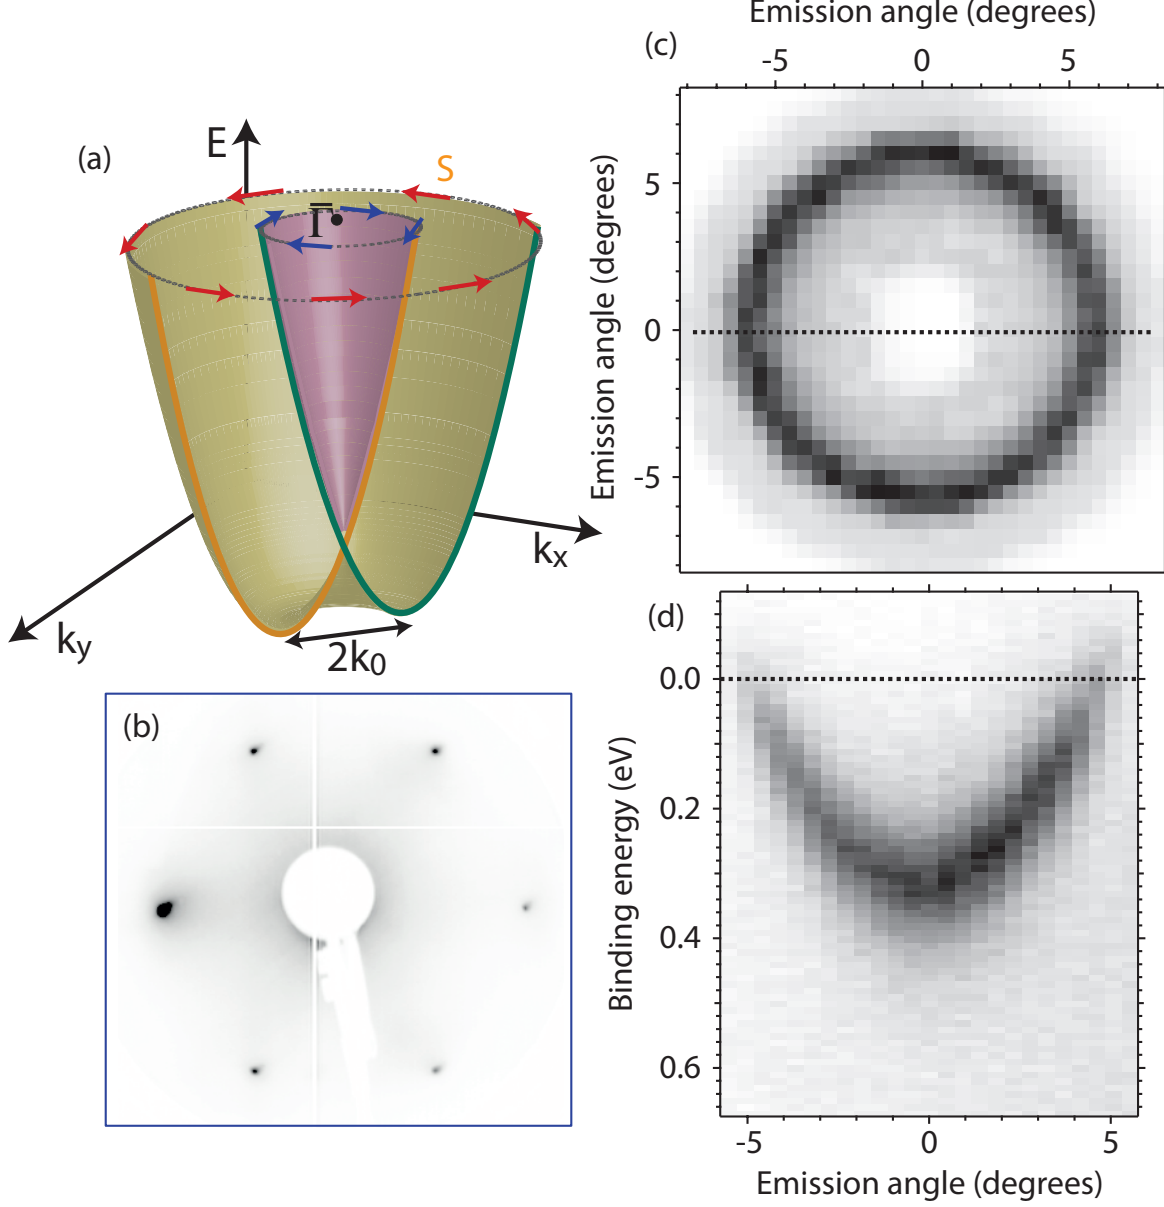 (a)
E
S
Γ̅
kx
ky
2k0
(b)
Emission angle (degrees)
(c)
-5 0 5
Emission angle (degrees)
5
0
-5
(d)
Binding energy (eV)
0.0
0.2
0.4
0.6
-5 0 5
Emission angle (degrees)